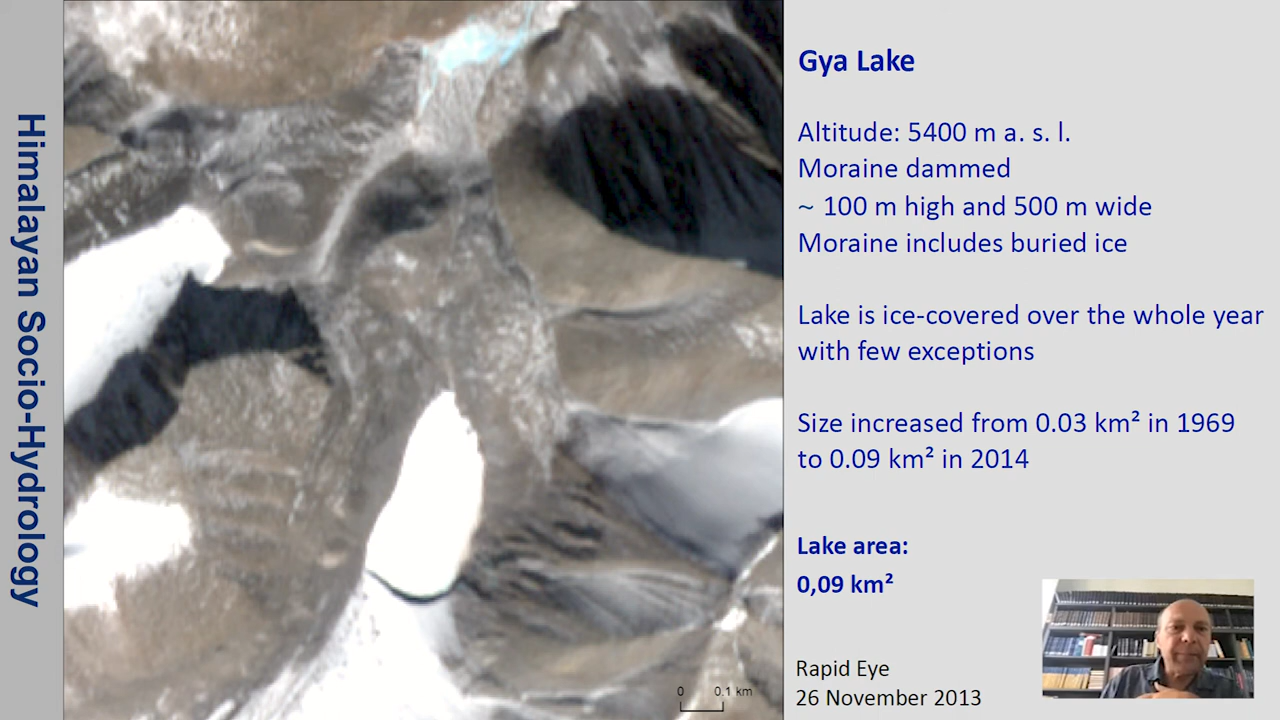 Himalayan Socio-Hydrology
Gya Lake
Altitude: 5400 m a. s. l.
Moraine dammed
~ 100 m high and 500 m wide
Moraine includes buried ice
Lake is ice-covered over the whole year
with few exceptions
Size increased from 0.03 km² in 1969
to 0.09 km² in 2014
Lake area:
0,09 km²
Rapid Eye
26 November 2013
0 0.1 km